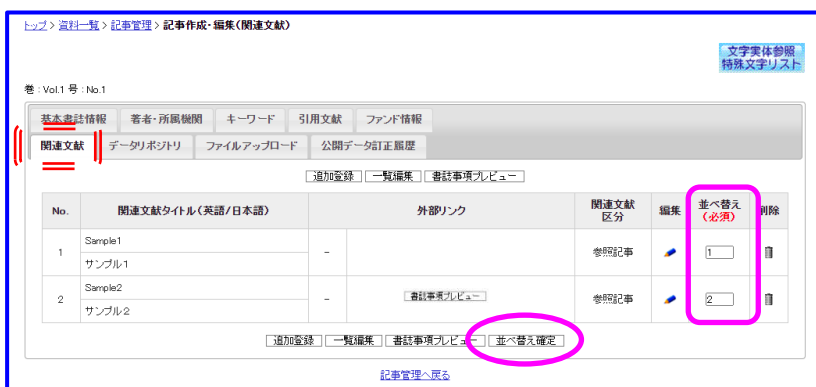 トップ > 資料一覧 > 記事管理 > 記事作成・編集(関連文献)
文字実体参照
特殊文字リスト
巻 : Vol.1 号 : No.1
基本書誌情報 著者・所属機関 キーワード 引用文献 ファンド情報
関連文献 データリポジトリ ファイルアップロード 公開データ訂正履歴
追加登録 一覧編集 書誌事項プレビュー
No. 関連文献タイトル(英語/日本語) 外部リンク 関連文献区分 編集 並べ替え(必須) 削除
1 Sample1 － 参照記事 1
サンプル1
2 Sample2 － 書誌事項プレビュー 参照記事 2
サンプル2
追加登録 一覧編集 書誌事項プレビュー 並べ替え確定
記事管理へ戻る